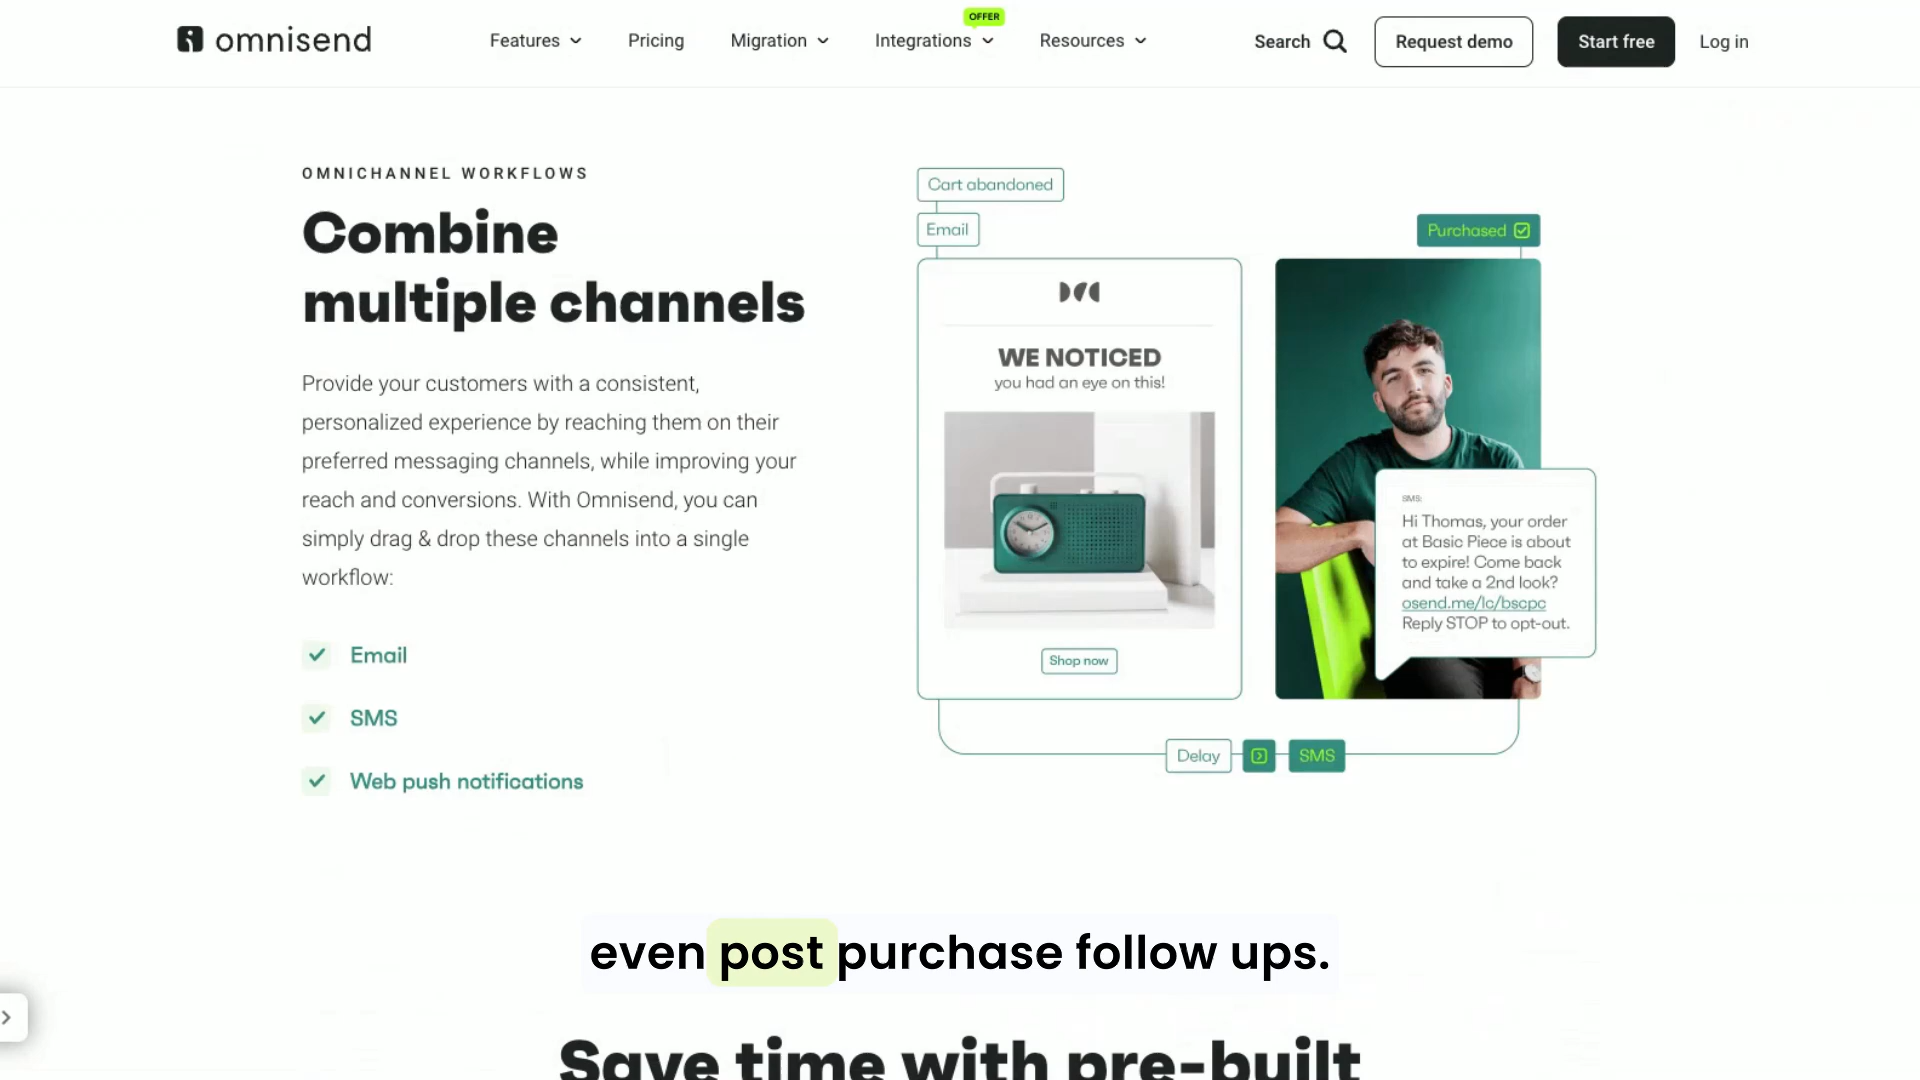 omnisend
Features
Pricing
Migration
OFFER
Integrations
Resources
Search
Request demo
Start free
Log in
OMNICHANNEL WORKFLOWS
Combine
multiple channels
Provide your customers with a consistent,
personalized experience by reaching them on their
preferred messaging channels, while improving your
reach and conversions. With Omnisend, you can
simply drag & drop these channels into a single
workflow:
Email
SMS
Web push notifications
Cart abandoned
Email
WE NOTICED
you had an eye on this!
Shop now
Purchased
SMS:
Hi Thomas, your order
at Basic Piece is about
to expire! Come back
and take a 2nd look?
osend.me/lc/bscpc
Reply STOP to opt-out.
Delay
SMS
even post purchase follow ups.
Save time with pre-built